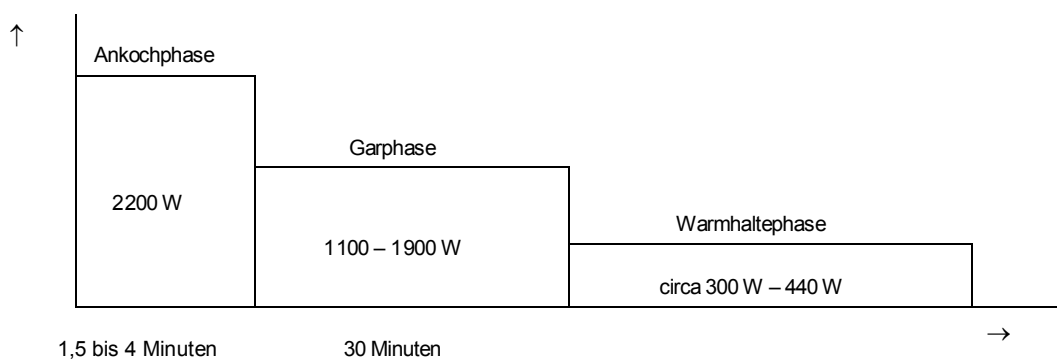 ↑
Ankochphase
Garphase
2200 W
Warmhaltephase
1100 – 1900 W
circa 300 W – 440 W
→
1,5 bis 4 Minuten
30 Minuten